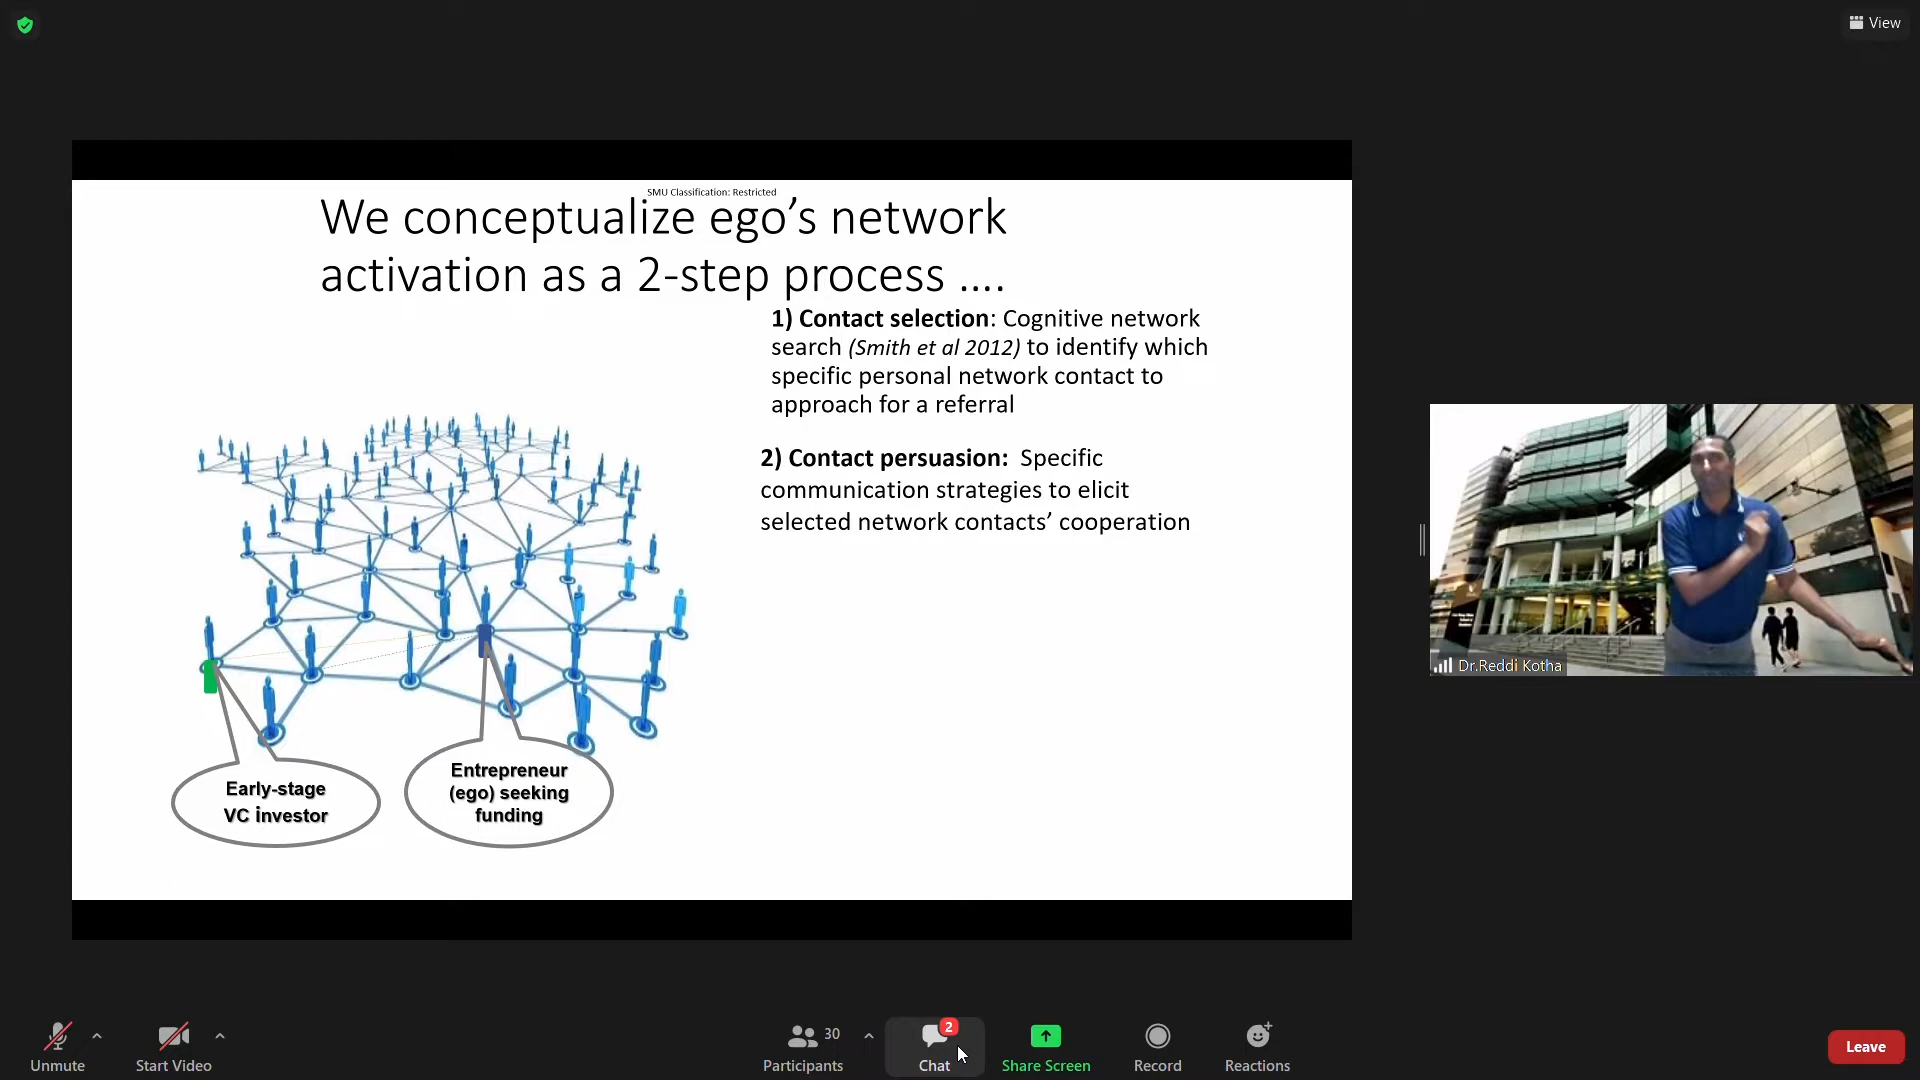 View
SMU Classification: Restricted
We conceptualize ego’s network
activation as a 2-step process ....
1) Contact selection: Cognitive network
search (Smith et al 2012) to identify which
specific personal network contact to
approach for a referral
2) Contact persuasion: Specific
communication strategies to elicit
selected network contacts’ cooperation
Early-stage
VC investor
Entrepreneur
(ego) seeking
funding
Dr.Reddi Kotha
Unmute
Start Video
30
Participants
2
Chat
Share Screen
Record
Reactions
Leave